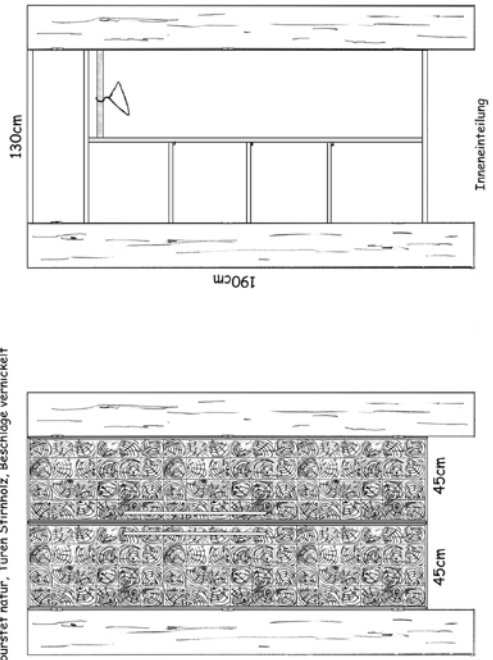 bürstet natur, Türen Stirnholz, Beschläge vernickelt
45cm
45cm
130cm
190cm
Inneneinteilung